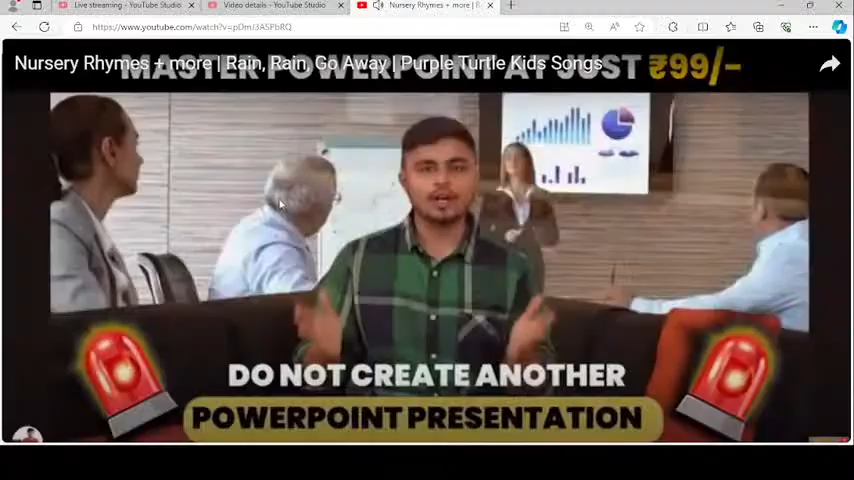 Live streaming - YouTube Studio
Video details - YouTube Studio
Nursery Rhymes + more | R
https://www.youtube.com/watch?v=pDmJ3ASPbRQ
MASTER POWERPOINT AT JUST ₹99/-
Nursery Rhymes + more | Rain, Rain, Go Away | Purple Turtle Kids Songs
DO NOT CREATE ANOTHER
POWERPOINT PRESENTATION